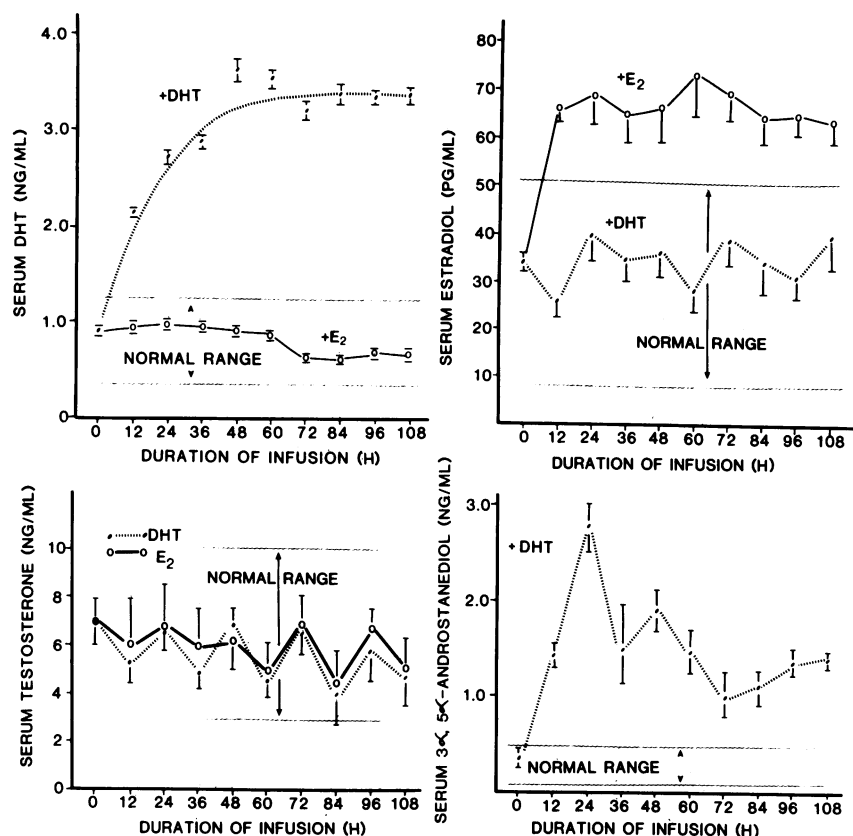 SERUM DHT (NG/ML)
4.0
3.0
2.0
1.0
0
+DHT
+E2
NORMAL RANGE
0 12 24 36 48 60 72 84 96 108
DURATION OF INFUSION (H)
SERUM ESTRADIOL (PG/ML)
80
70
60
50
40
30
20
10
+E2
+DHT
NORMAL RANGE
0 12 24 36 48 60 72 84 96 108
DURATION OF INFUSION (H)
SERUM TESTOSTERONE (NG/ML)
10
8
6
4
2
0
DHT
E2
NORMAL RANGE
0 12 24 36 48 60 72 84 96 108
DURATION OF INFUSION (H)
SERUM 3∝, 5∝-ANDROSTANEDIOL (NG/ML)
3.0
2.0
1.0
+ DHT
NORMAL RANGE
0 12 24 36 48 60 72 84 96 108
DURATION OF INFUSION (H)